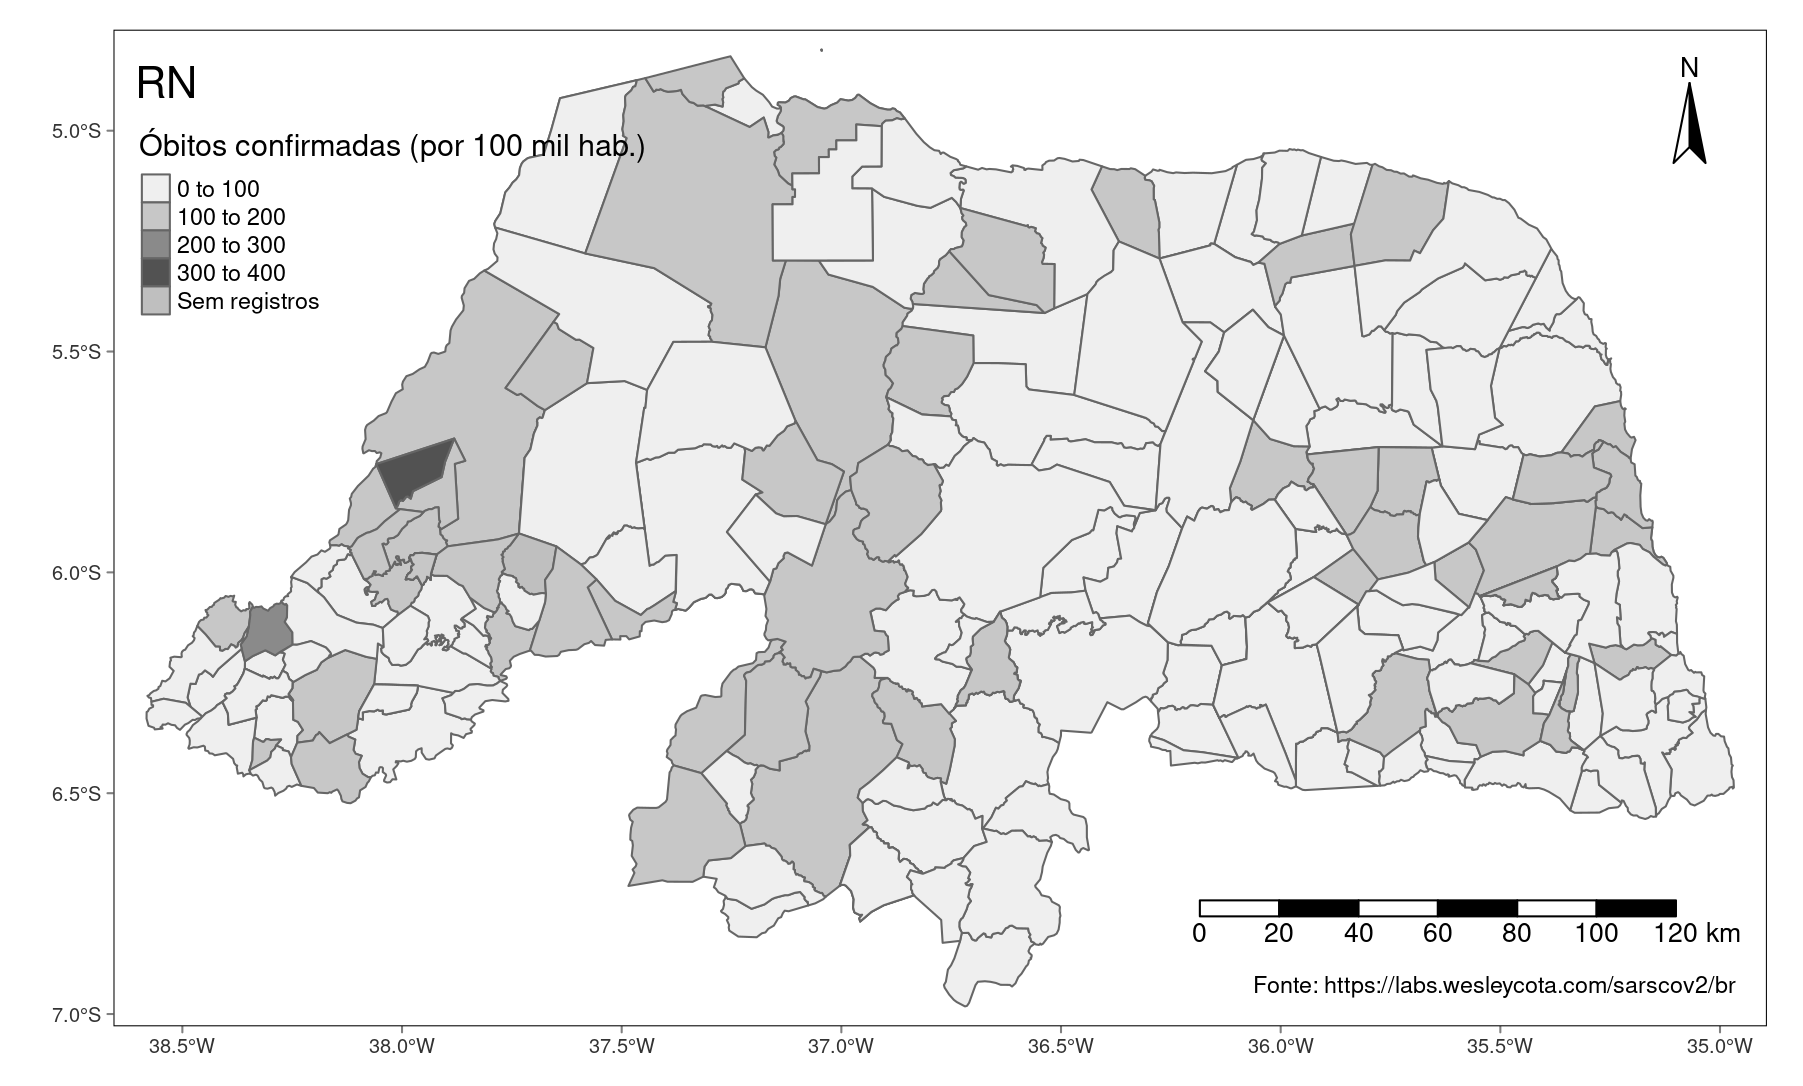 RN
N
Óbitos confirmadas (por 100 mil hab.)
0 to 100
100 to 200
200 to 300
300 to 400
Sem registros
5.0°S
5.5°S
6.0°S
6.5°S
7.0°S
0 20 40 60 80 100 120 km
Fonte: https://labs.wesleycota.com/sarscov2/br
38.5°W 38.0°W 37.5°W 37.0°W 36.5°W 36.0°W 35.5°W 35.0°W